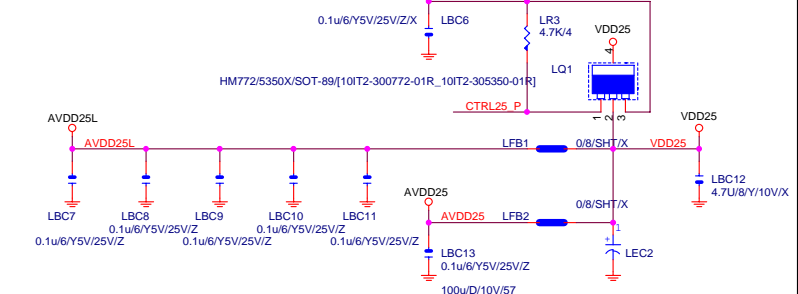 0.1u/6/Y5V/25V/Z/X
LBC6
LR3
4.7K/4
VDD25
4
LQ1
HM772/5350X/SOT-89/[10IT2-300772-01R_10IT2-305350-01R]
CTRL25_P
1
2
3
AVDD25L
AVDD25L
LFB1
0/8/SHT/X
VDD25
VDD25
LBC7
0.1u/6/Y5V/25V/Z
LBC8
0.1u/6/Y5V/25V/Z
LBC9
0.1u/6/Y5V/25V/Z
LBC10
0.1u/6/Y5V/25V/Z
LBC11
0.1u/6/Y5V/25V/Z
LBC12
4.7U/8/Y/10V/X
AVDD25
AVDD25
LFB2
0/8/SHT/X
1
+
LEC2
LBC13
0.1u/6/Y5V/25V/Z
100u/D/10V/57